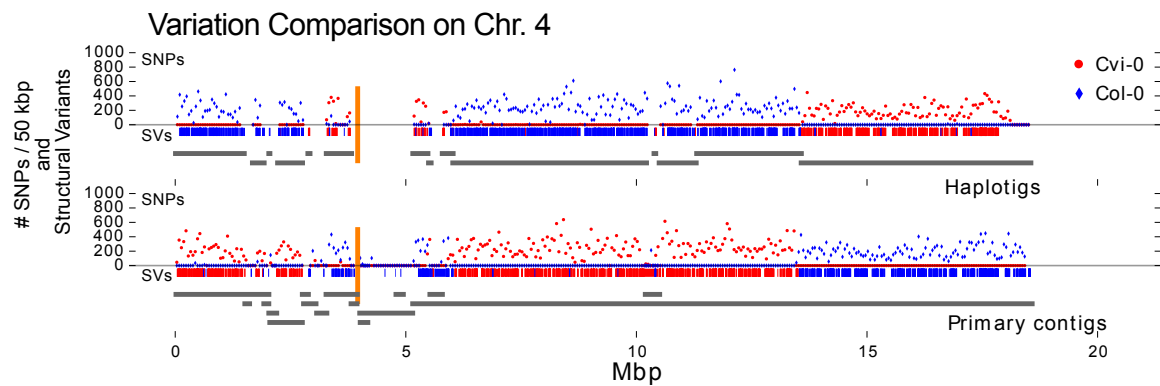 Variation Comparison on Chr. 4
# SNPs / 50 kbp
and
Structural Variants
1000
800
600
400
200
0
SNPs
SVs
Cvi-0
Col-0
Haplotigs
1000
800
600
400
200
0
SNPs
SVs
Primary contigs
0 5 10 15 20
Mbp